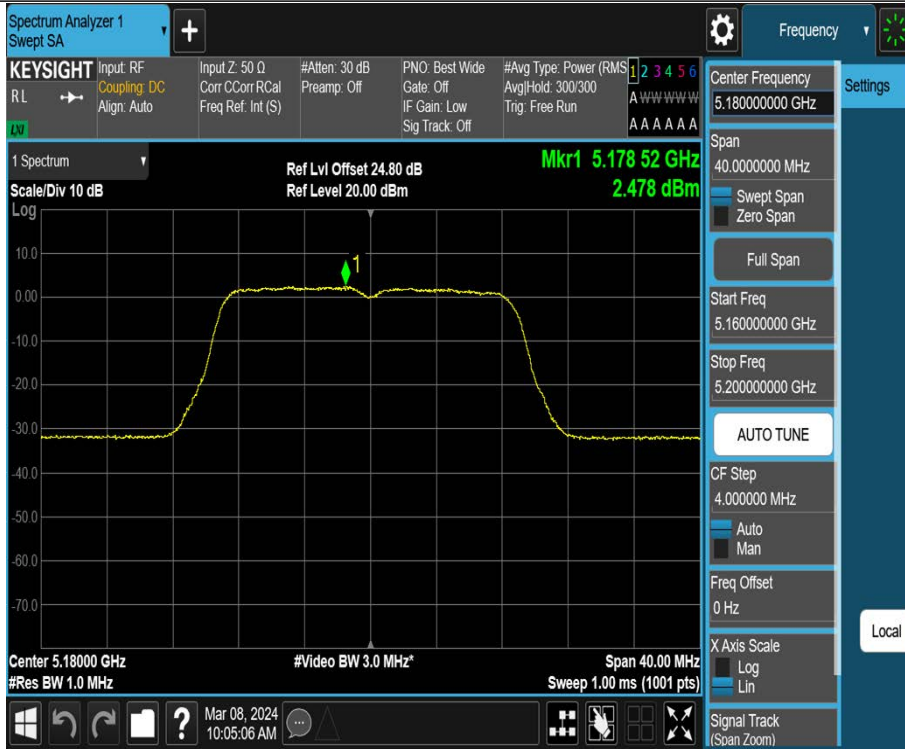 Spectrum Analyzer 1
Swept SA
+
Frequency
KEYSIGHT
R L
LXI
Input: RF
Coupling: DC
Align: Auto
Input Z: 50 Ω
Corr CCorr RCal
Freq Ref: Int (S)
#Atten: 30 dB
Preamp: Off
PNO: Best Wide
Gate: Off
IF Gain: Low
Sig Track: Off
#Avg Type: Power (RMS
Avg|Hold: 300/300
Trig: Free Run
1 2 3 4 5 6
A W W W W W
A A A A A A
1 Spectrum
Scale/Div 10 dB
Ref Lvl Offset 24.80 dB
Ref Level 20.00 dBm
Mkr1 5.178 52 GHz
2.478 dBm
Log
10.0
0.00
-10.0
-20.0
-30.0
-40.0
-50.0
-60.0
-70.0
1
Center 5.18000 GHz
#Video BW 3.0 MHz*
Span 40.00 MHz
#Res BW 1.0 MHz
Sweep 1.00 ms (1001 pts)
?
Mar 08, 2024
10:05:06 AM
Center Frequency
5.180000000 GHz
Span
40.0000000 MHz
Swept Span
Zero Span
Full Span
Start Freq
5.160000000 GHz
Stop Freq
5.200000000 GHz
AUTO TUNE
CF Step
4.000000 MHz
Auto
Man
Freq Offset
0 Hz
X Axis Scale
Log
Lin
Signal Track
(Span Zoom)
Settings
Local